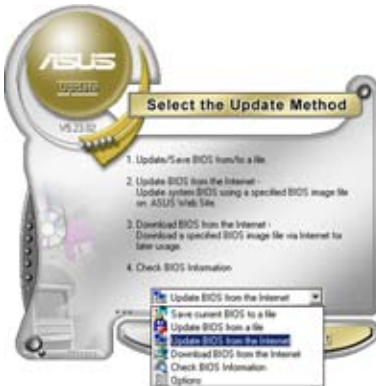 ASUS
Update
V5.23.02
Select the Update Method
1. Update/Save BIOS from/to a file.
2. Update BIOS from the Internet -
Update system BIOS using a specified BIOS image file
on ASUS Web Site.
3. Download BIOS from the Internet -
Download a specified BIOS image file via Internet for
later usage.
4. Check BIOS Information
Update BIOS from the Internet
Save current BIOS to a file
Update BIOS from a file
Update BIOS from the Internet
Download BIOS from the Internet
Check BIOS Information
Options